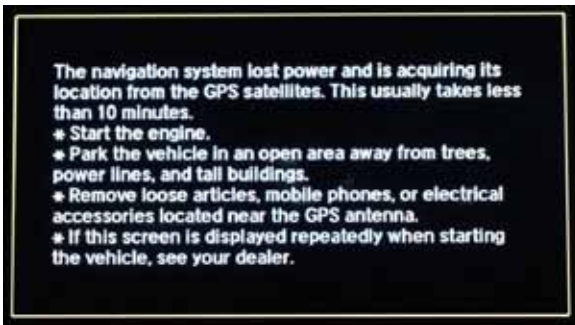 The navigation system lost power and is acquiring its
location from the GPS satellites. This usually takes less
than 10 minutes.
* Start the engine.
* Park the vehicle in an open area away from trees,
power lines, and tall buildings.
* Remove loose articles, mobile phones, or electrical
accessories located near the GPS antenna.
* If this screen is displayed repeatedly when starting
the vehicle, see your dealer.